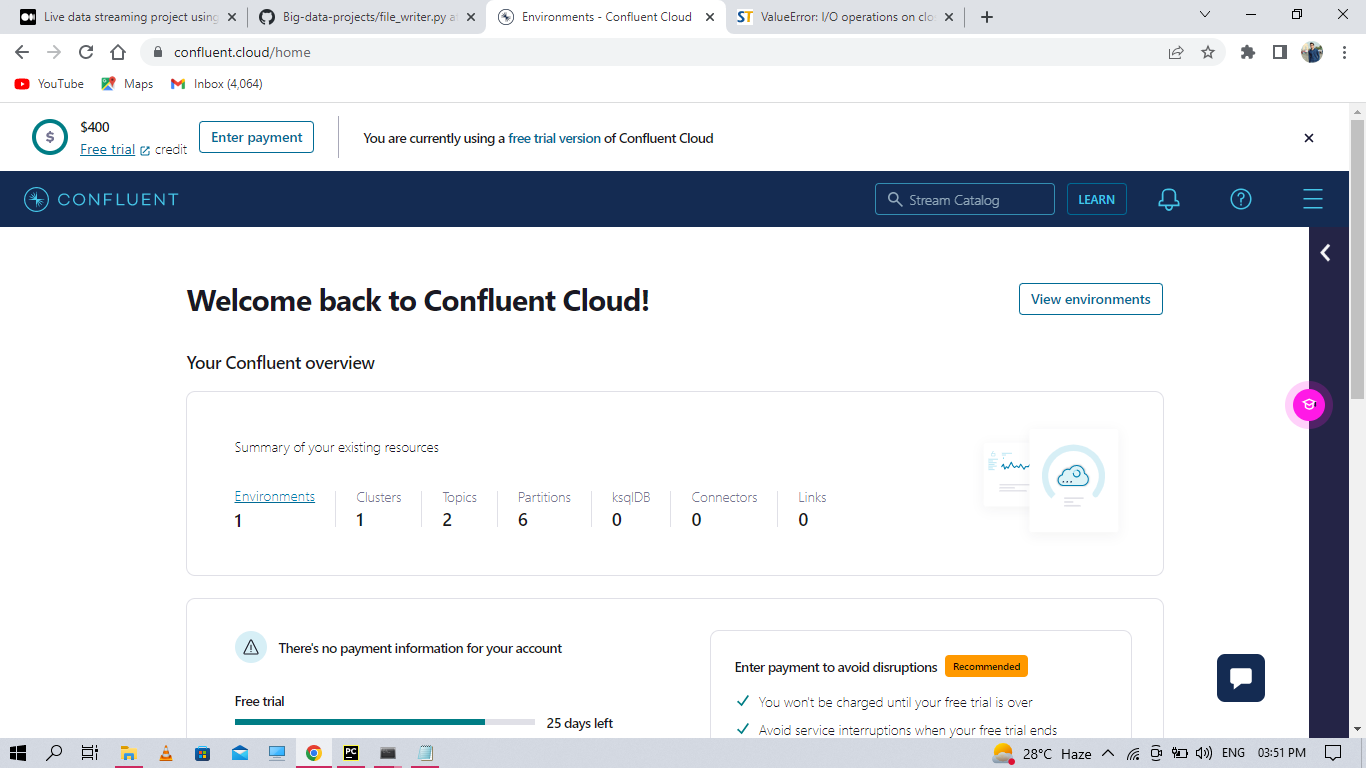 Live data streaming project using
Big-data-projects/file_writer.py at
Environments - Confluent Cloud
ST
ValueError: I/O operations on clo
confluent.cloud/home
YouTube
Maps
Inbox (4,064)
$
$400
Free trial credit
Enter payment
You are currently using a free trial version of Confluent Cloud
CONFLUENT
Stream Catalog
LEARN
?
Welcome back to Confluent Cloud!
View environments
Your Confluent overview
Summary of your existing resources
Environments
1
Clusters
1
Topics
2
Partitions
6
ksqlDB
0
Connectors
0
Links
0
There's no payment information for your account
Free trial
25 days left
Enter payment to avoid disruptions
Recommended
You won't be charged until your free trial is over
Avoid service interruptions when your free trial ends
PC
28°C Haze
ENG
03:51 PM